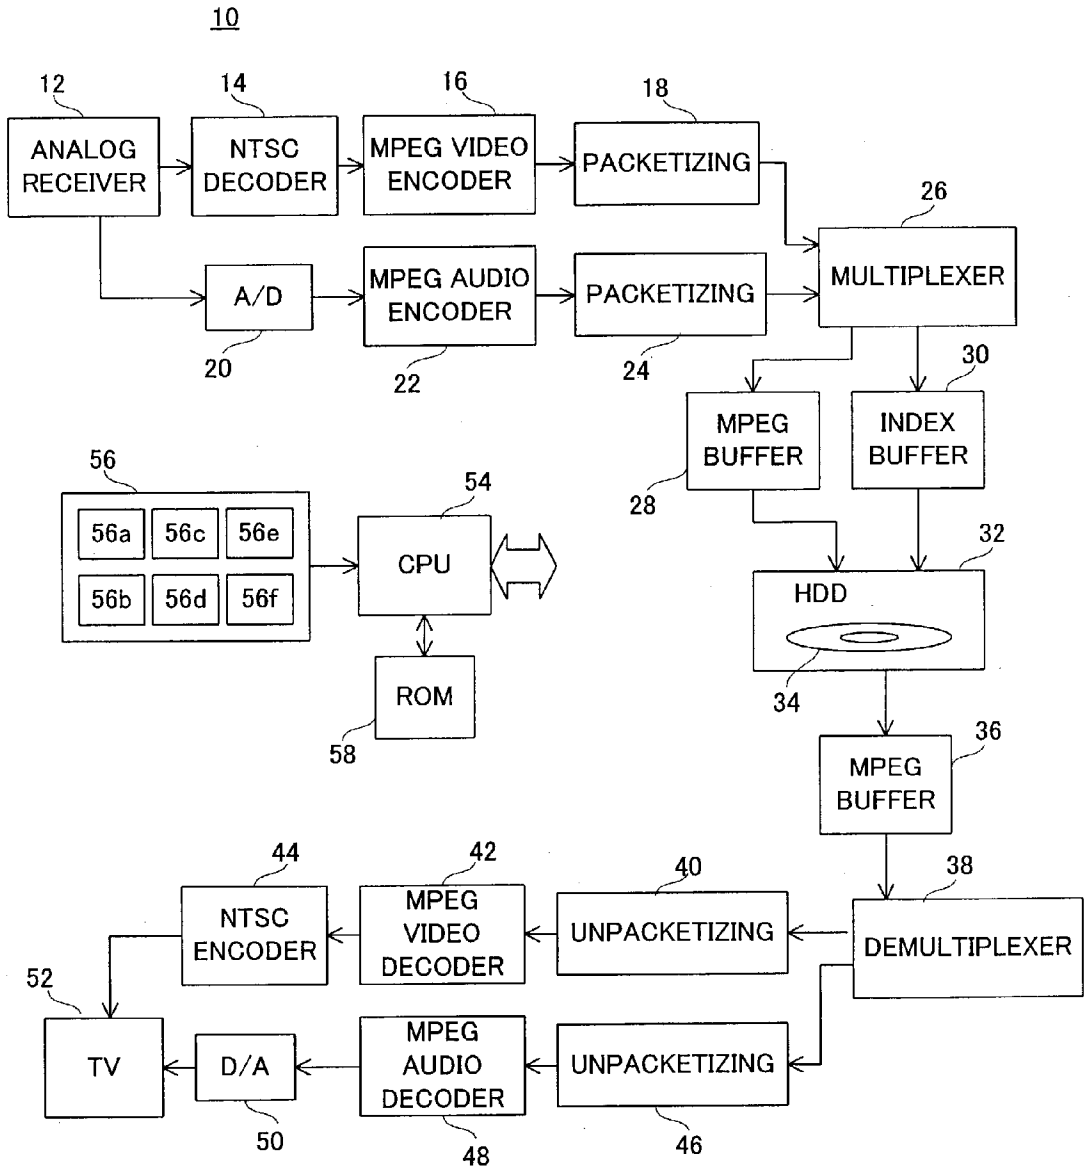 10
12
14
16
18
ANALOG
RECEIVER
NTSC
DECODER
MPEG VIDEO
ENCODER
PACKETIZING
26
MULTIPLEXER
A/D
MPEG AUDIO
ENCODER
PACKETIZING
20
22
24
30
MPEG
BUFFER
INDEX
BUFFER
28
56
54
56a
56c
56e
56b
56d
56f
CPU
32
HDD
34
ROM
58
36
MPEG
BUFFER
44
42
40
38
NTSC
ENCODER
MPEG
VIDEO
DECODER
UNPACKETIZING
DEMULTIPLEXER
52
TV
D/A
MPEG
AUDIO
DECODER
UNPACKETIZING
50
48
46